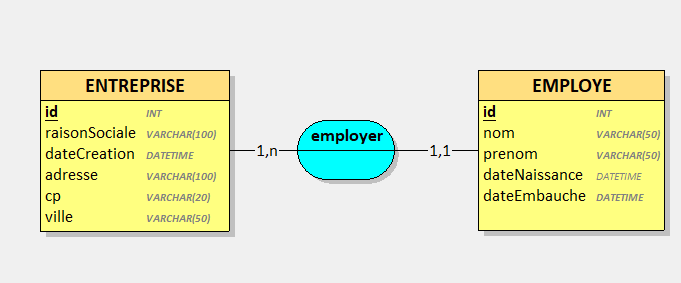 ENTREPRISE
id INT
raisonSociale VARCHAR(100)
dateCreation DATETIME
adresse VARCHAR(100)
cp VARCHAR(20)
ville VARCHAR(50)
1,n
employer
1,1
EMPLOYE
id INT
nom VARCHAR(50)
prenom VARCHAR(50)
dateNaissance DATETIME
dateEmbauche DATETIME